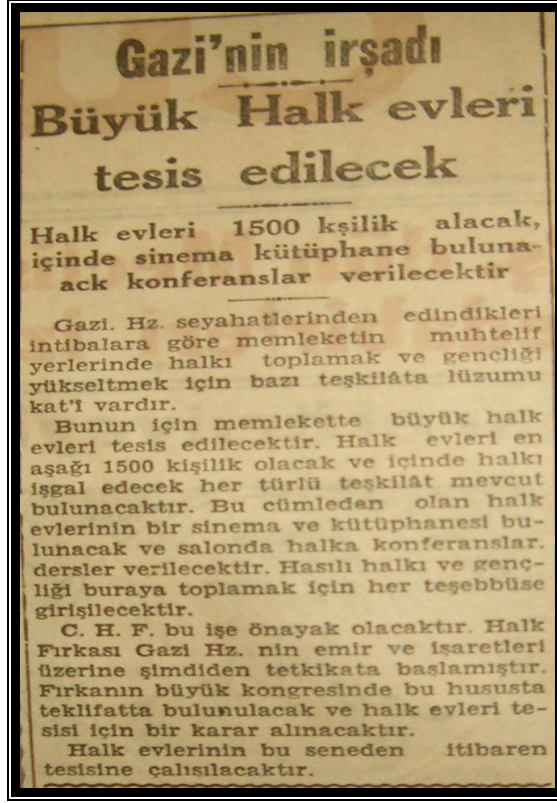 Gazi'nin irşadı
Büyük Halk evleri
tesis edilecek
Halk evleri 1500 kşilik alacak,
içinde sinema kütüphane buluna-
ack konferanslar verilecektir
Gazi. Hz. seyahatlerinden edindikleri
intibalara göre memleketin muhtelif
yerlerinde halkı toplamak ve gençliği
yükseltmek için bazı teşkilâta lüzumu
kat'î vardır.
Bunun için memlekette büyük halk
evleri tesis edilecektir. Halk evleri en
aşağı 1500 kişilik olacak ve içinde halkı
işgal edecek her türlü teşkilât mevcut
bulunacaktır. Bu cümleden olan halk
evlerinin bir sinema ve kütüphanesi bu-
lunacak ve salonda halka konferanslar.
dersler verilecektir. Hasılı halkı ve genç-
liği buraya toplamak için her teşebbüse
girişilecektir.
C. H. F. bu işe önayak olacaktır. Halk
Fırkası Gazi Hz. nin emir ve işaretleri
üzerine şimdiden tetkikata başlamıştır.
Fırkanın büyük kongresinde bu hususta
teklifatta bulunulacak ve halk evleri te-
sisi için bir karar alınacaktır.
Halk evlerinin bu seneden itibaren
tesisine çalışılacaktır.